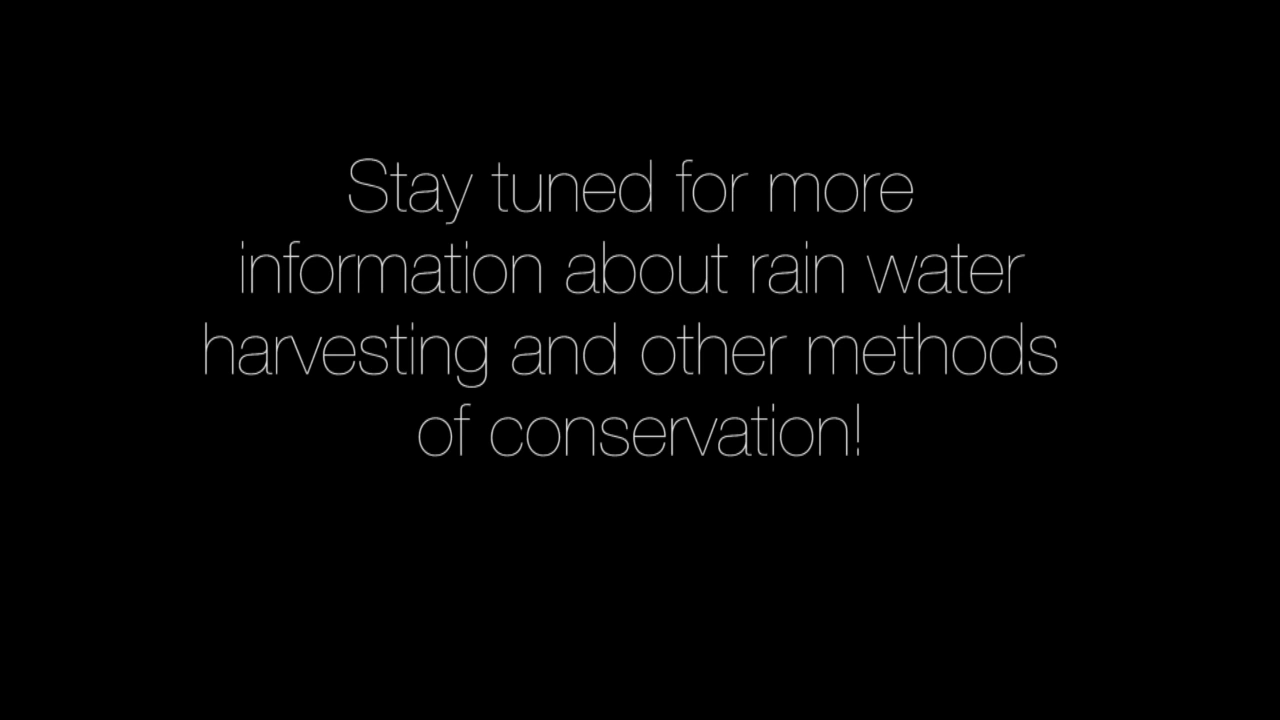 Stay tuned for more
information about rain water
harvesting and other methods
of conservation!